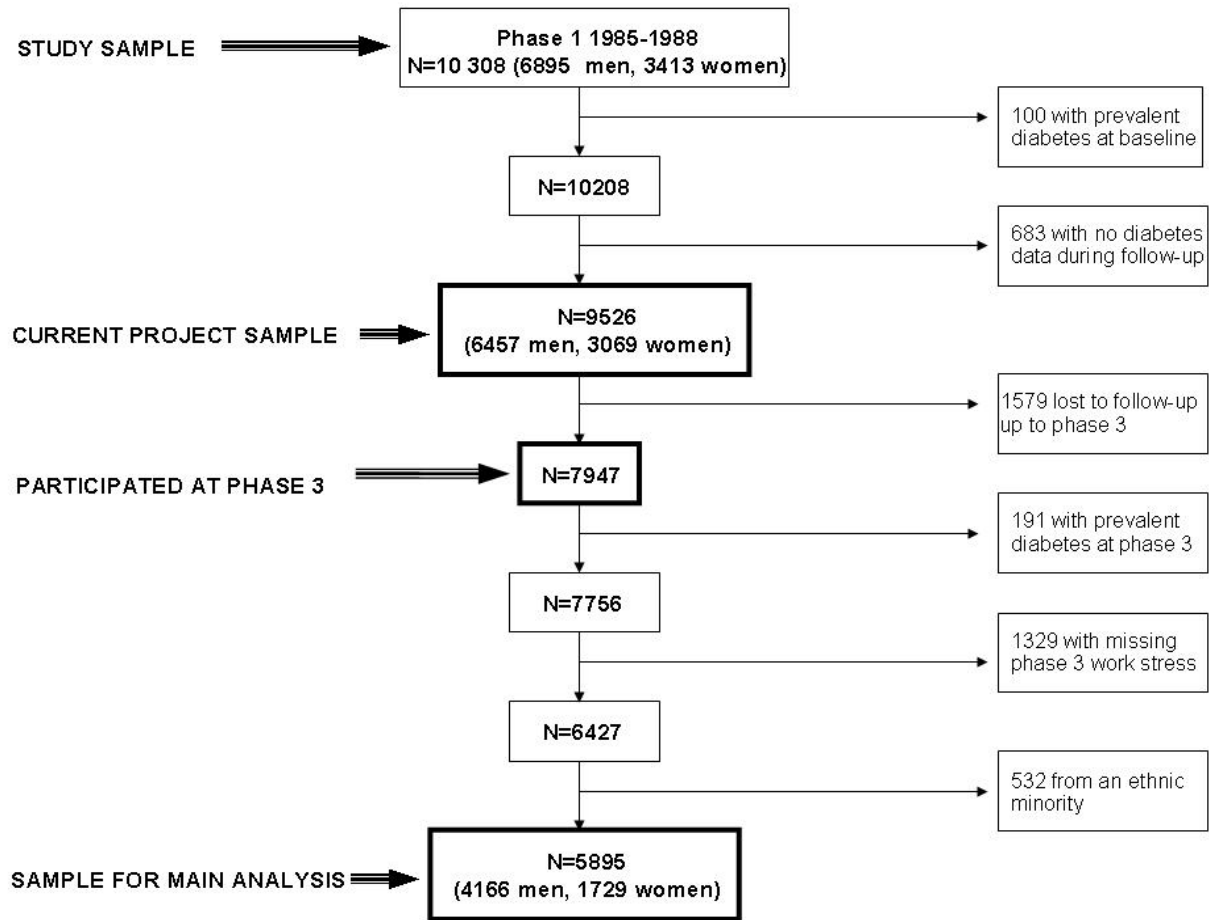 STUDY SAMPLE
Phase 1 1985-1988
N=10 308 (6895 men, 3413 women)
100 with prevalent
diabetes at baseline
N=10208
683 with no diabetes
data during follow-up
CURRENT PROJECT SAMPLE
N=9526
(6457 men, 3069 women)
1579 lost to follow-up
up to phase 3
PARTICIPATED AT PHASE 3
N=7947
191 with prevalent
diabetes at phase 3
N=7756
1329 with missing
phase 3 work stress
N=6427
532 from an ethnic
minority
SAMPLE FOR MAIN ANALYSIS
N=5895
(4166 men, 1729 women)